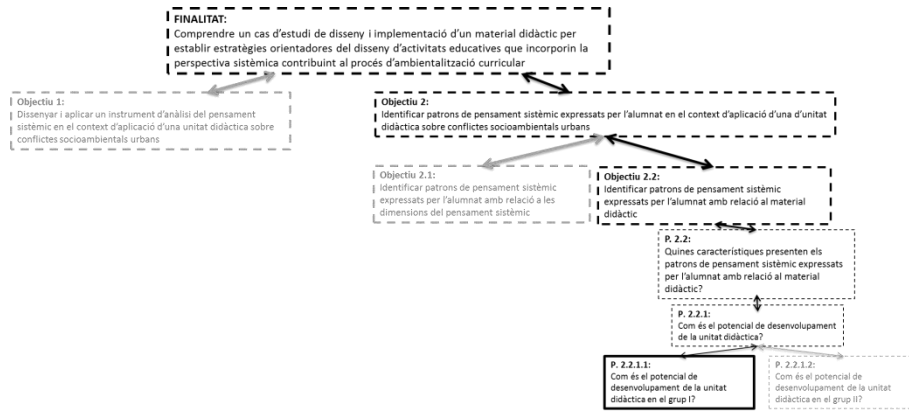 FINALITAT:
Comprendre un cas d'estudi de disseny i implementació d'un material didàctic per
establir estratègies orientadores del disseny d'activitats educatives que incorporin la
perspectiva sistèmica contribuint al procés d'ambientalització curricular
Objectiu 1:
Dissenyar i aplicar un instrument d'anàlisi del pensament
sistèmic en el context d'aplicació d'una unitat didàctica sobre
conflictes socioambientals urbans
Objectiu 2:
Identificar patrons de pensament sistèmic expressats per l'alumnat en el context d'aplicació d'una d'unitat
didàctica sobre conflictes socioambientals urbans
Objectiu 2.1:
Identificar patrons de pensament sistèmic
expressats per l'alumnat amb relació a les
dimensions del pensament sistèmic
Objectiu 2.2:
Identificar patrons de pensament sistèmic
expressats per l'alumnat amb relació al material
didàctic
P. 2.2:
Quines característiques presenten els
patrons de pensament sistèmic expressats
per l'alumnat amb relació al material
didàctic?
P. 2.2.1:
Com és el potencial de desenvolupament
de la unitat didàctica?
P. 2.2.1.1:
Com és el potencial de
desenvolupament de la unitat
didàctica en el grup I?
P. 2.2.1.2:
Com és el potencial de
desenvolupament de la unitat
didàctica en el grup II?